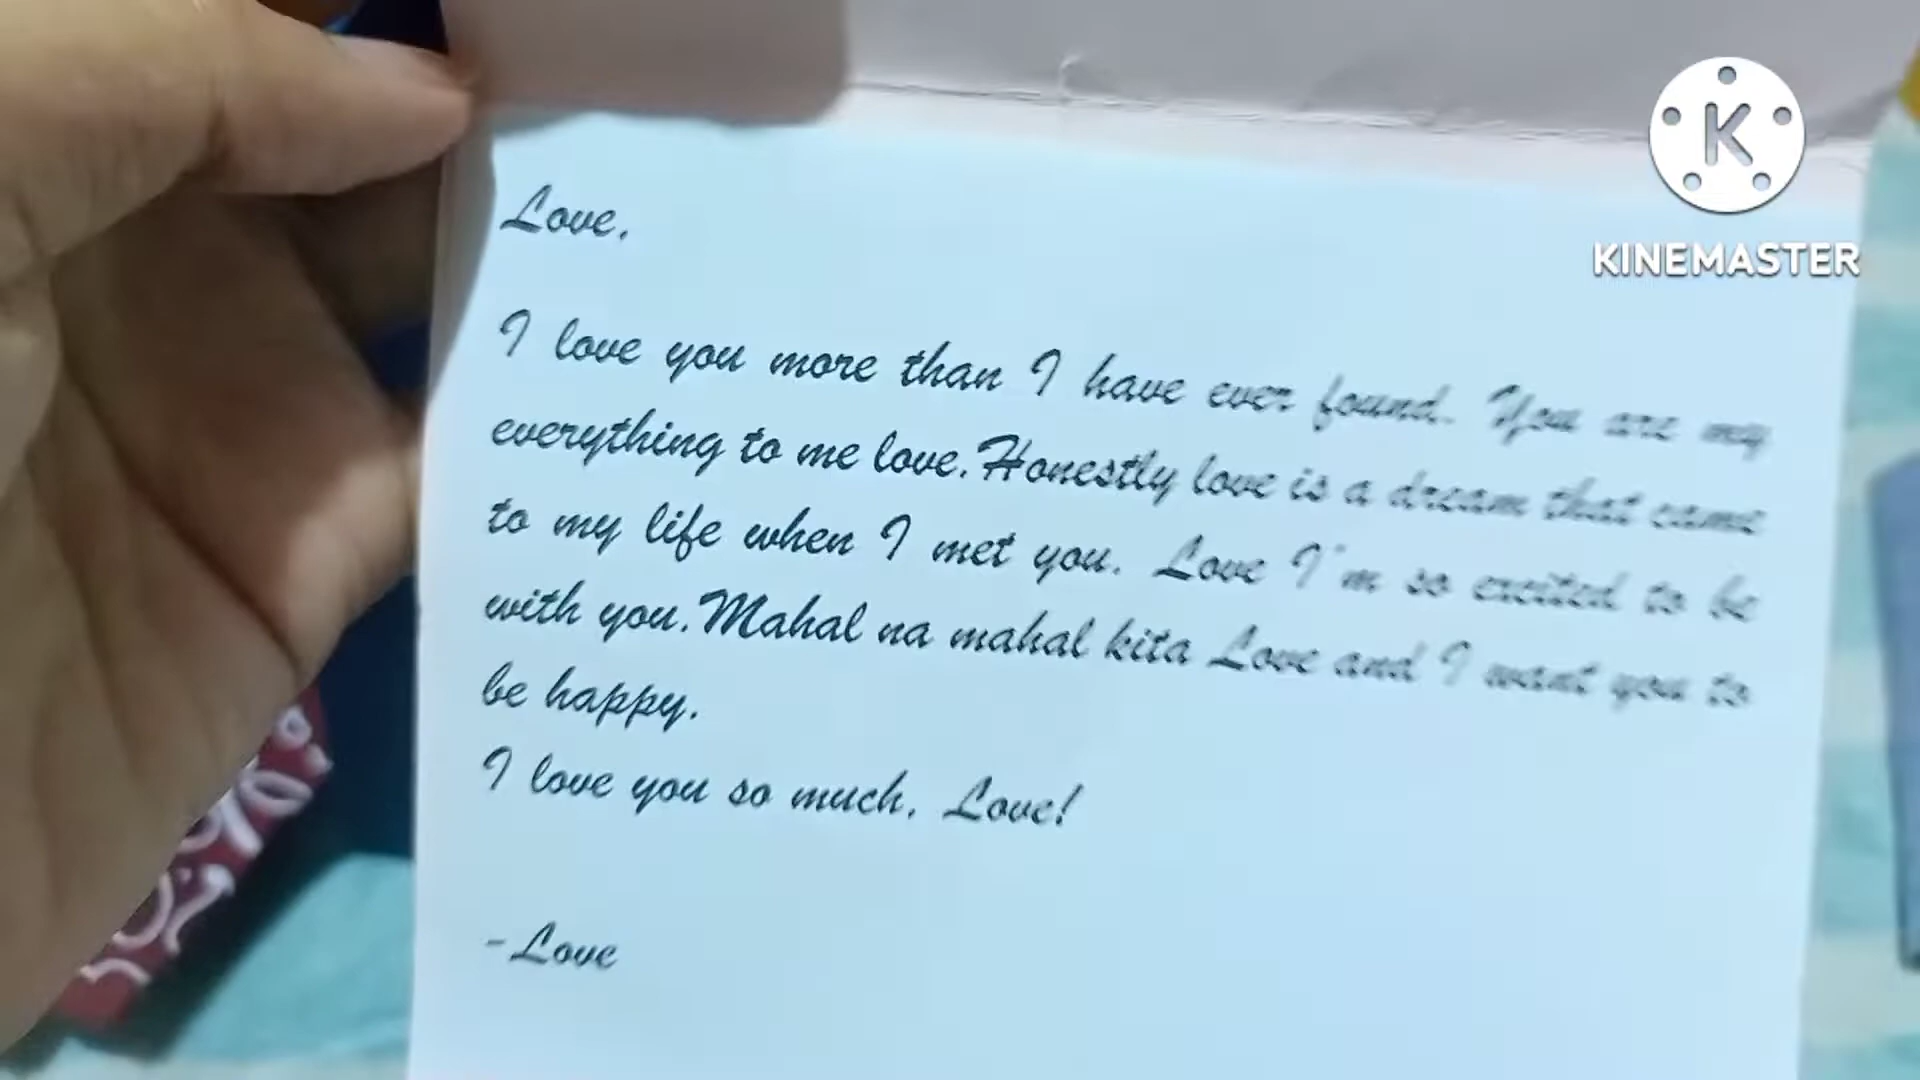 Love,
I love you more than I have ever found. You are my
everything to me love.Honestly love is a dream that came
to my life when I met you. Love I'm so excited to be
with you.Mahal na mahal kita Love and I want you to
be happy.
I love you so much, Love!
-Love
K
KINEMASTER